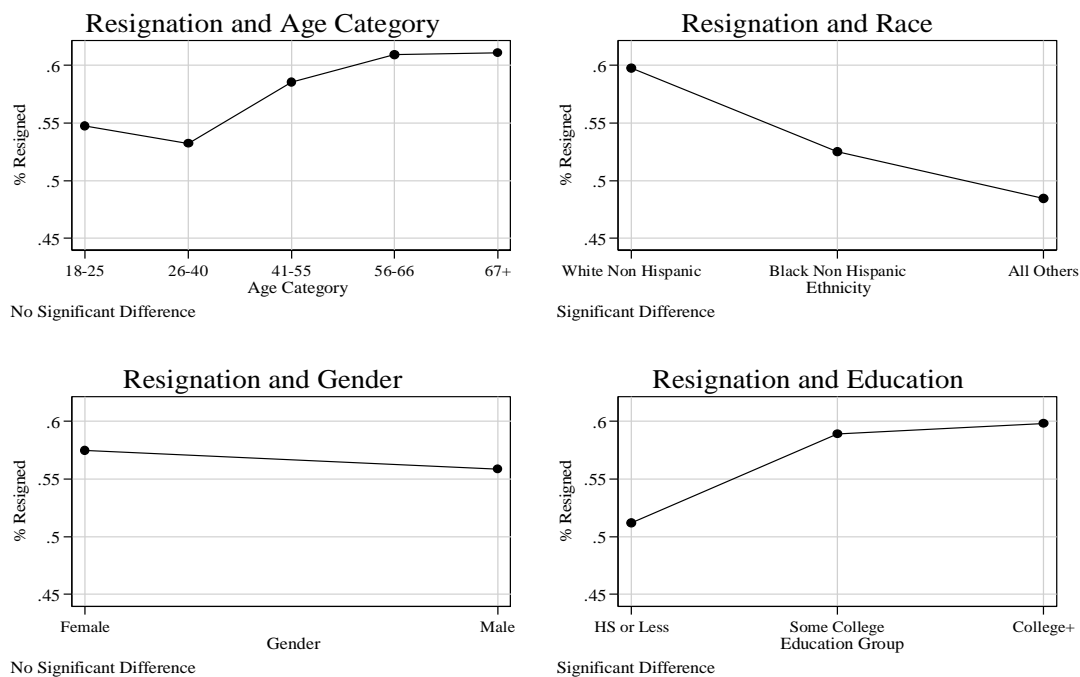 Resignation and Age Category
% Resigned
.6
.55
.5
.45
18-25 26-40 41-55 56-66 67+
Age Category
No Significant Difference
Resignation and Race
% Resigned
.6
.55
.5
.45
White Non Hispanic Black Non Hispanic All Others
Ethnicity
Significant Difference
Resignation and Gender
% Resigned
.6
.55
.5
.45
Female Male
Gender
No Significant Difference
Resignation and Education
% Resigned
.6
.55
.5
.45
HS or Less Some College College+
Education Group
Significant Difference